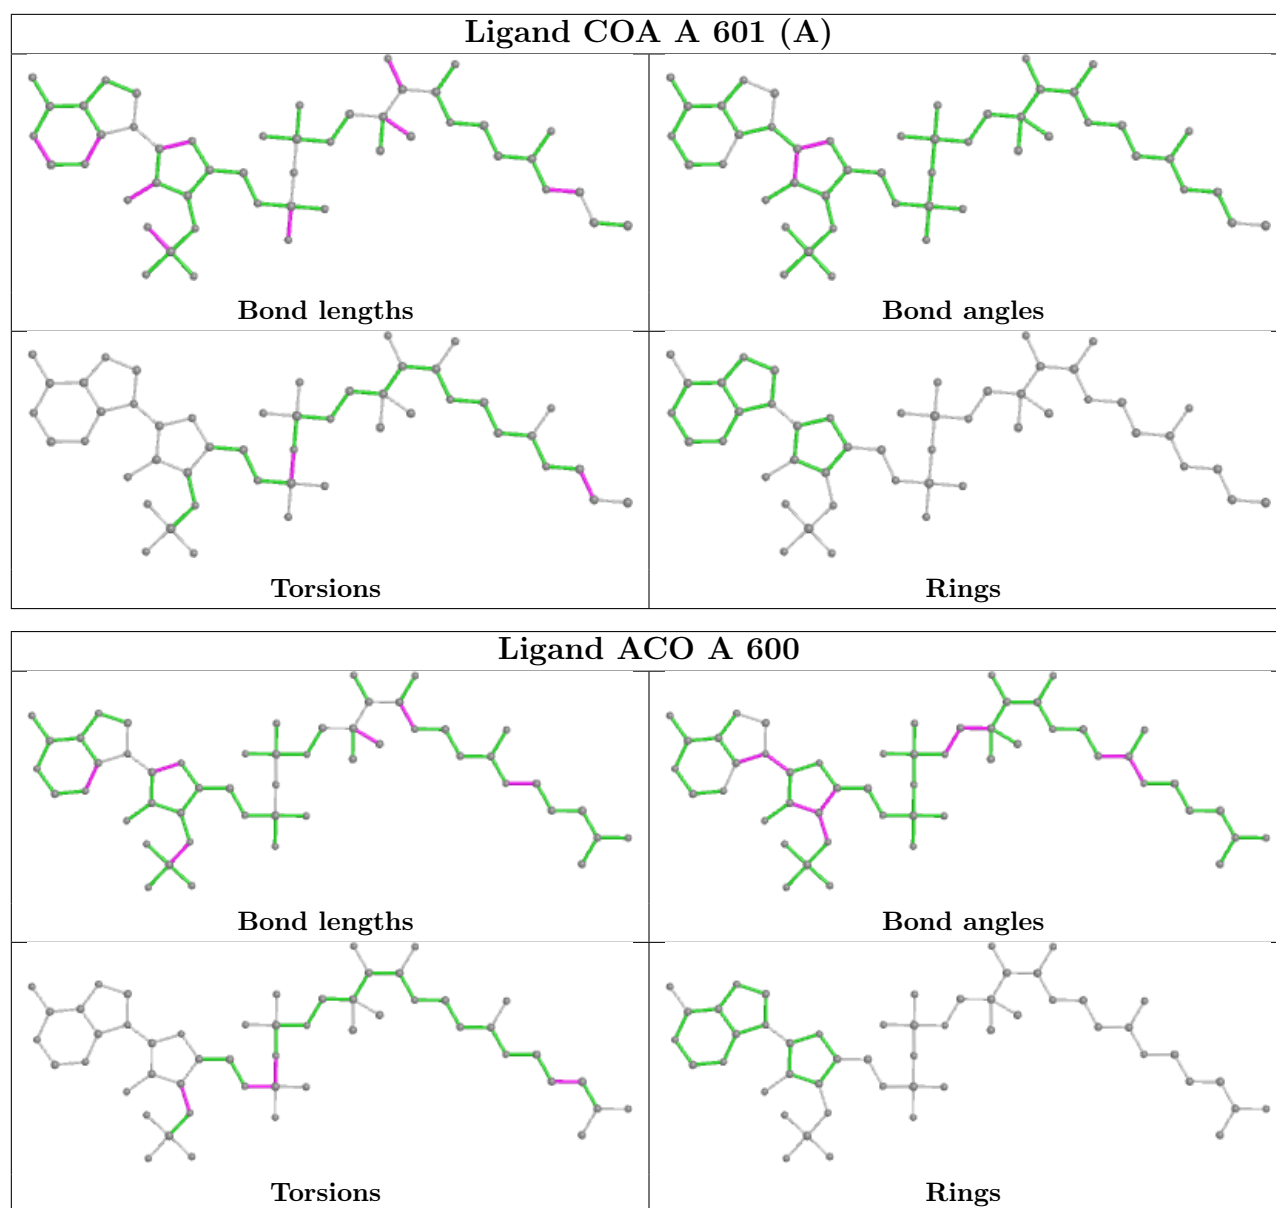 Ligand COA A 601 (A)
Bond lengths
Bond angles
Torsions
Rings
Ligand ACO A 600
Bond lengths
Bond angles
Torsions
Rings